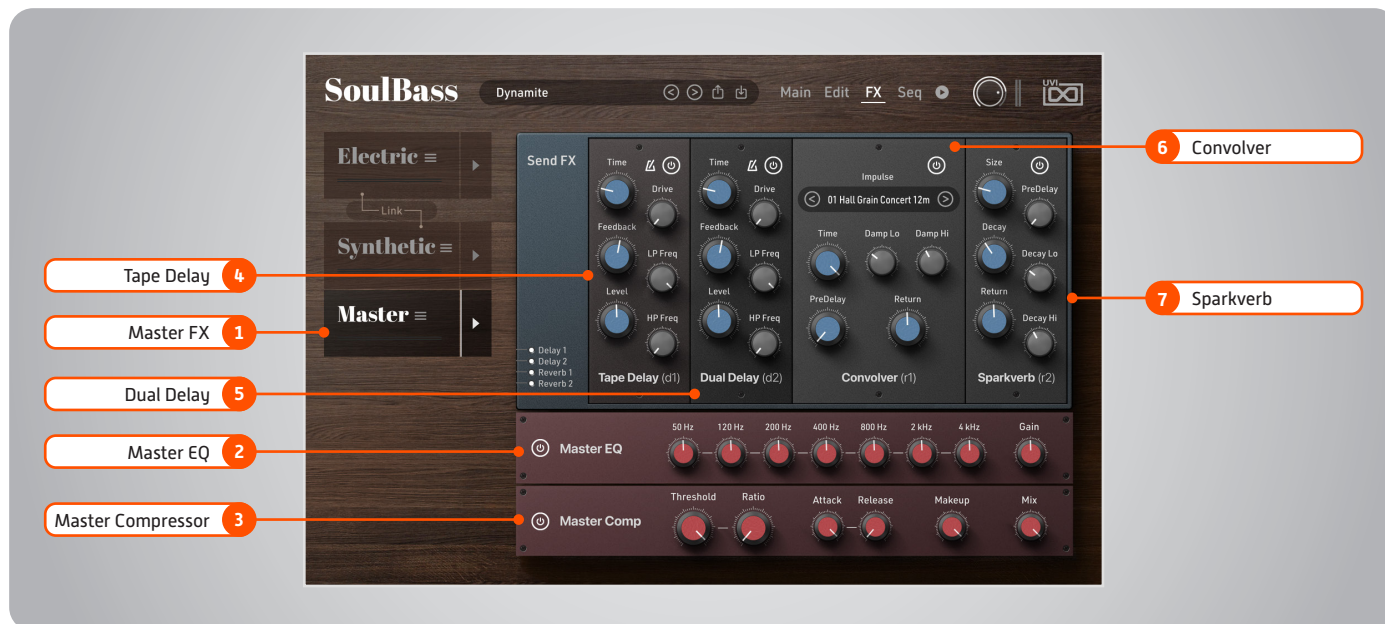 SoulBass
Dynamite
Main Edit FX Seq
UVI
Electric
Link
Synthetic
Master
Send FX
Delay 1
Delay 2
Reverb 1
Reverb 2
Time
Drive
Feedback
LP Freq
Level
HP Freq
Tape Delay (d1)
Time
Drive
Feedback
LP Freq
Level
HP Freq
Dual Delay (d2)
Impulse
01 Hall Grain Concert 12m
Time Damp Lo Damp Hi
PreDelay Return
Convolver (r1)
Size
PreDelay
Decay
Decay Lo
Return
Decay Hi
Sparkverb (r2)
Master EQ
50 Hz 120 Hz 200 Hz 400 Hz 800 Hz 2 kHz 4 kHz Gain
Master Comp
Threshold Ratio Attack Release Makeup Mix
Tape Delay 4
Master FX 1
Dual Delay 5
Master EQ 2
Master Compressor 3
6 Convolver
7 Sparkverb